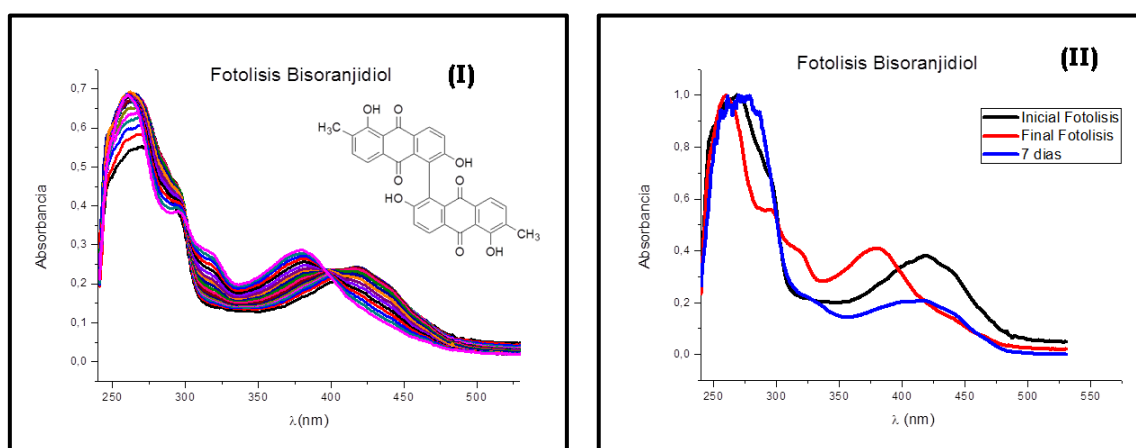 Fotolisis Bisoranjidiol
(I)
0,7
0,6
0,5
0,4
0,3
0,2
0,1
0,0
Absorbancia
250
300
350
400
450
500
λ(nm)
OH
O
H₃C
OH
O
O
HO
CH₃
O
OH
Fotolisis Bisoranjidiol
(II)
Inicial Fotolisis
Final Fotolisis
7 dias
1,0
0,8
0,6
0,4
0,2
0,0
Absorbancia
250
300
350
400
450
500
λ (nm)